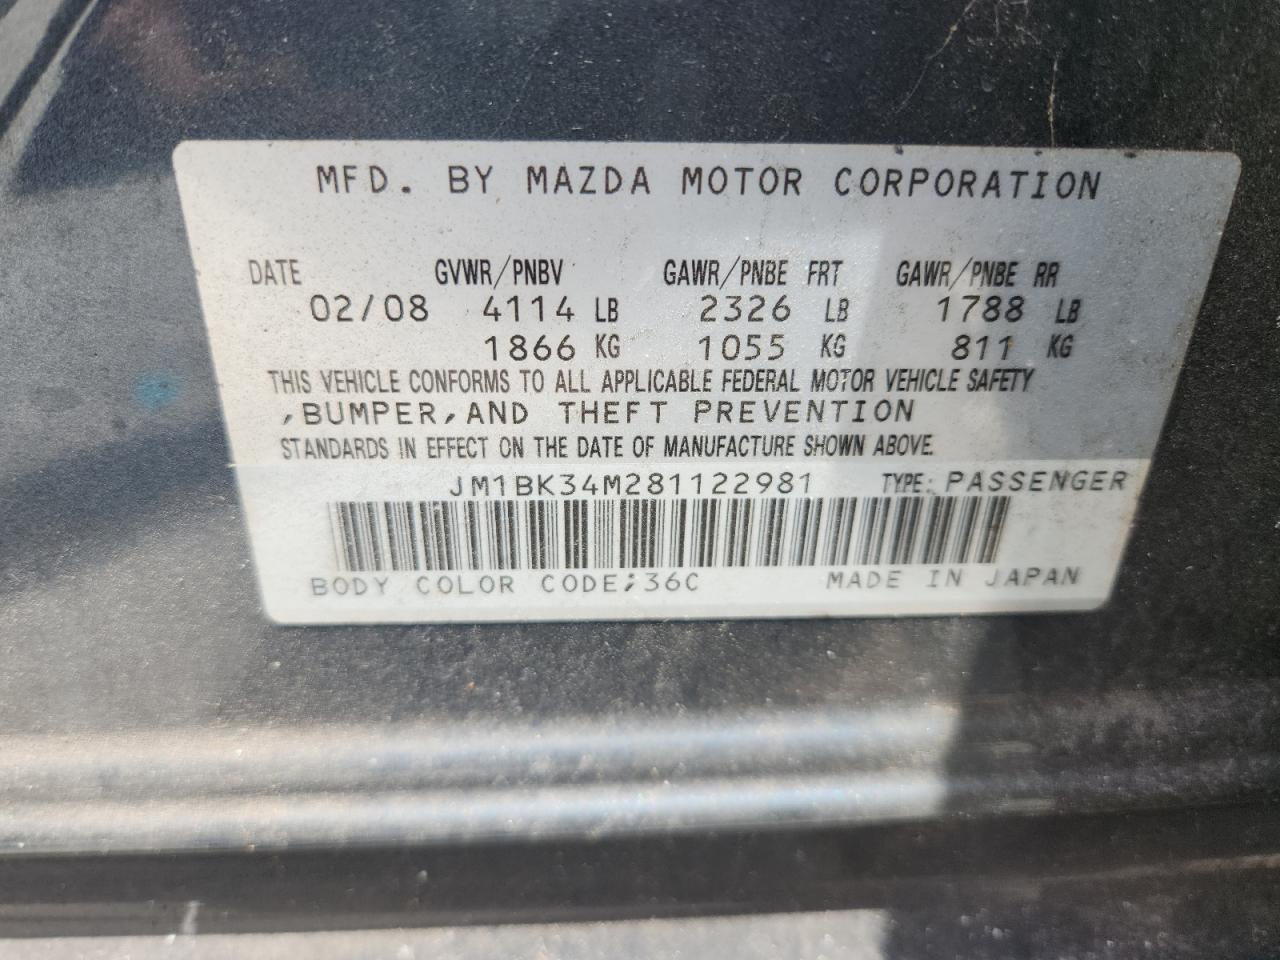 MFD. BY MAZDA MOTOR CORPORATION
DATE GVWR/PNBV GAWR/PNBE FRT GAWR/PNBE RR
02/08 4114 LB 2326 LB 1788 LB
1866 KG 1055 KG 811 KG
THIS VEHICLE CONFORMS TO ALL APPLICABLE FEDERAL MOTOR VEHICLE SAFETY
,BUMPER,AND THEFT PREVENTION
STANDARDS IN EFFECT ON THE DATE OF MANUFACTURE SHOWN ABOVE.
JM1BK34M281122981 TYPE: PASSENGER
BODY COLOR CODE;36C MADE IN JAPAN